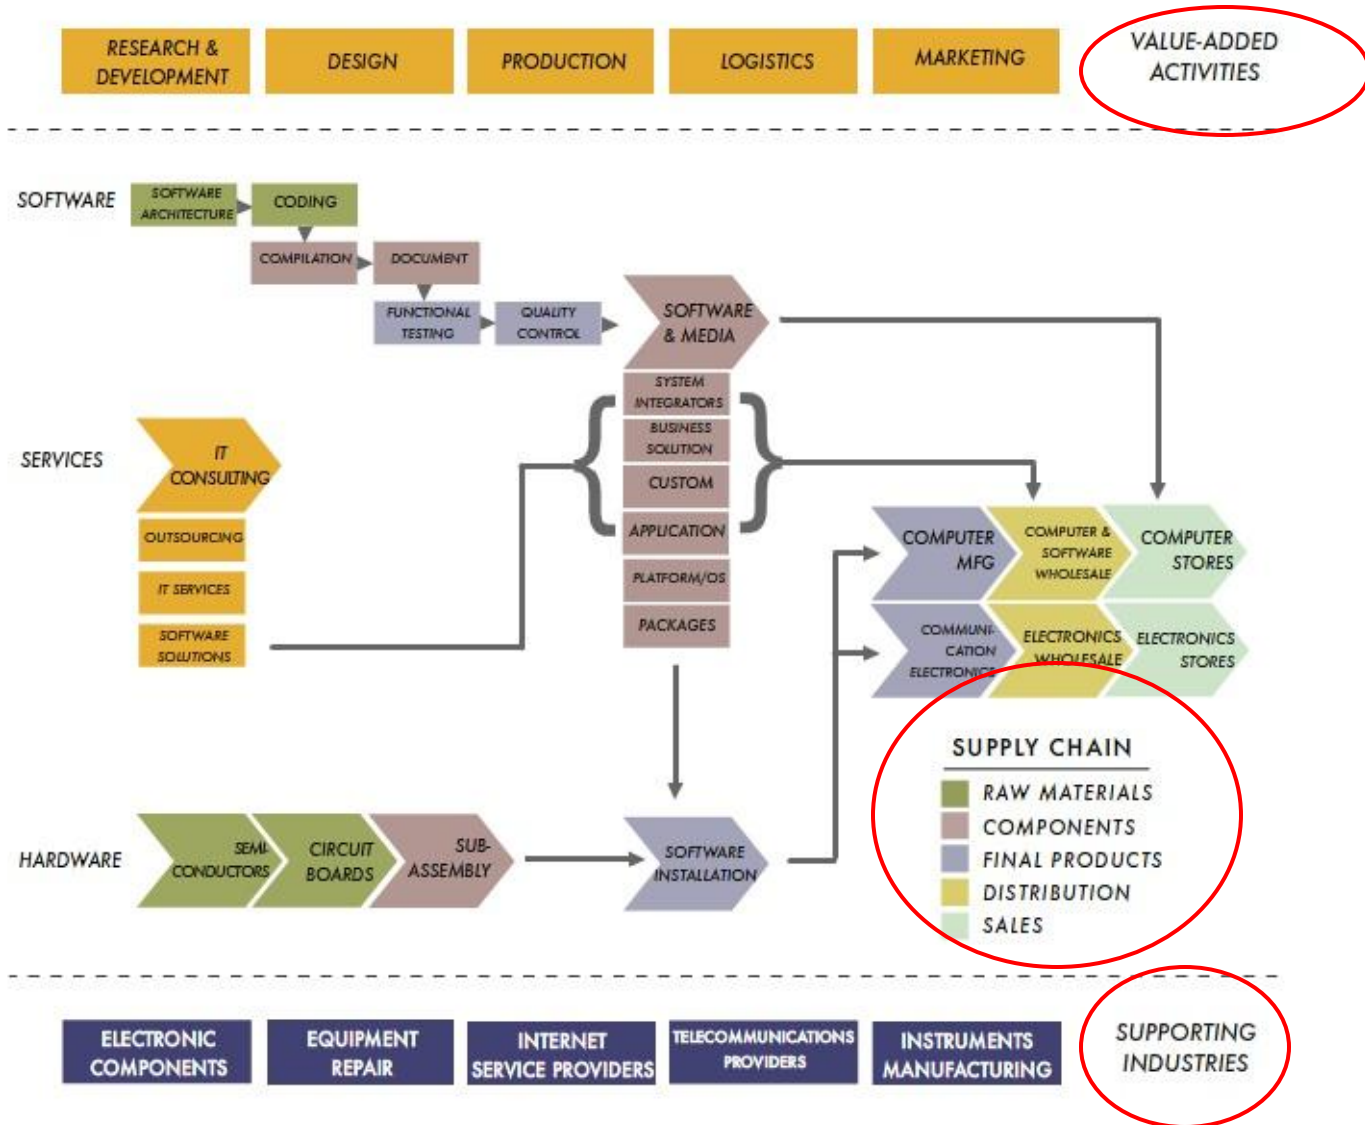 RESEARCH &
DEVELOPMENT
DESIGN
PRODUCTION
LOGISTICS
MARKETING
VALUE-ADDED
ACTIVITIES
SOFTWARE
SOFTWARE
ARCHITECTURE
CODING
COMPILATION
DOCUMENT
FUNCTIONAL
TESTING
QUALITY
CONTROL
SOFTWARE
& MEDIA
SYSTEM
INTEGRATORS
BUSINESS
SOLUTION
CUSTOM
APPLICATION
PLATFORM/OS
PACKAGES
SERVICES
IT
CONSULTING
OUTSOURCING
IT SERVICES
SOFTWARE
SOLUTIONS
COMPUTER
MFG
COMPUTER &
SOFTWARE
WHOLESALE
COMPUTER
STORES
COMMUNI-
CATION
ELECTRONICS
ELECTRONICS
WHOLESALE
ELECTRONICS
STORES
SUPPLY CHAIN
RAW MATERIALS
COMPONENTS
FINAL PRODUCTS
DISTRIBUTION
SALES
HARDWARE
SEMI-
CONDUCTORS
CIRCUIT
BOARDS
SUB-
ASSEMBLY
SOFTWARE
INSTALLATION
ELECTRONIC
COMPONENTS
EQUIPMENT
REPAIR
INTERNET
SERVICE PROVIDERS
TELECOMMUNICATIONS
PROVIDERS
INSTRUMENTS
MANUFACTURING
SUPPORTING
INDUSTRIES